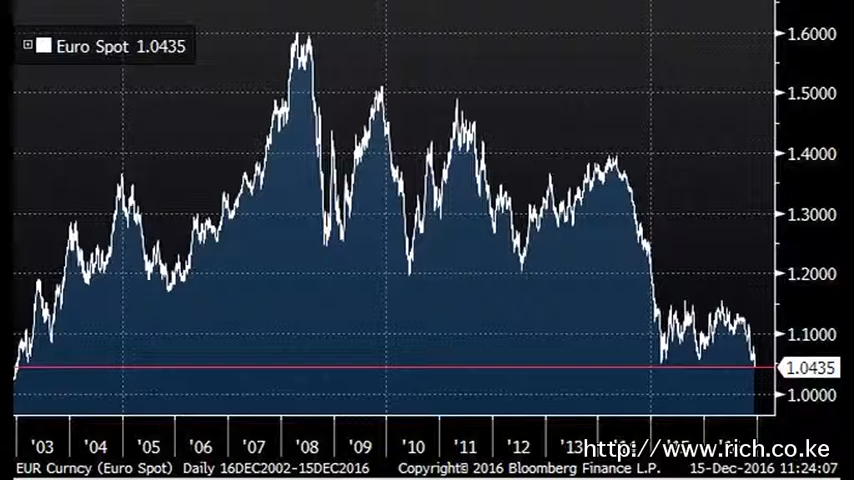 Euro Spot 1.0435
1.6000
1.5000
1.4000
1.3000
1.2000
1.1000
1.0435
1.0000
'03 '04 '05 '06 '07 '08 '09 '10 '11 '12 '13
http://www.rich.co.ke
EUR Curncy (Euro Spot) Daily 16DEC2002-15DEC2016 Copyright© 2016 Bloomberg Finance L.P. 15-Dec-2016 11:24:07